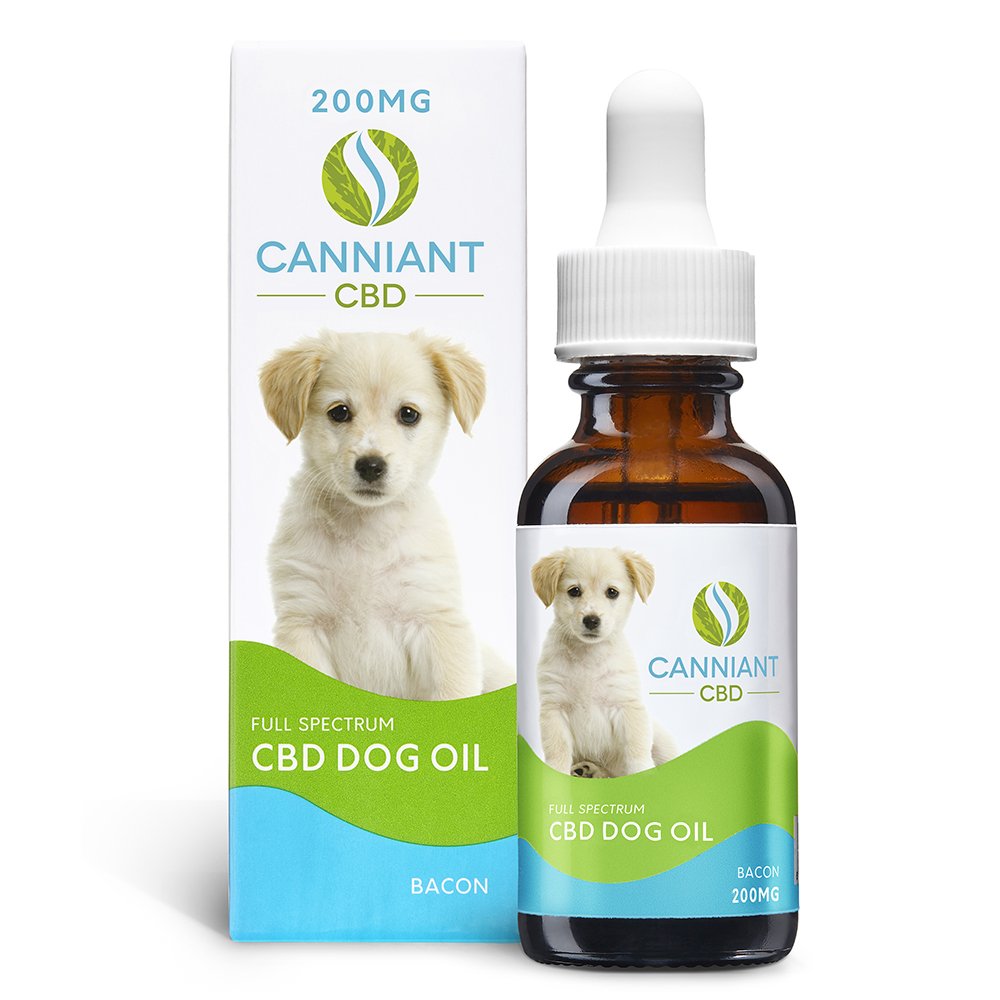 200MG
CANNIANT
CBD
FULL SPECTRUM
CBD DOG OIL
BACON
CANNIANT
CBD
FULL SPECTRUM
CBD DOG OIL
BACON
200MG